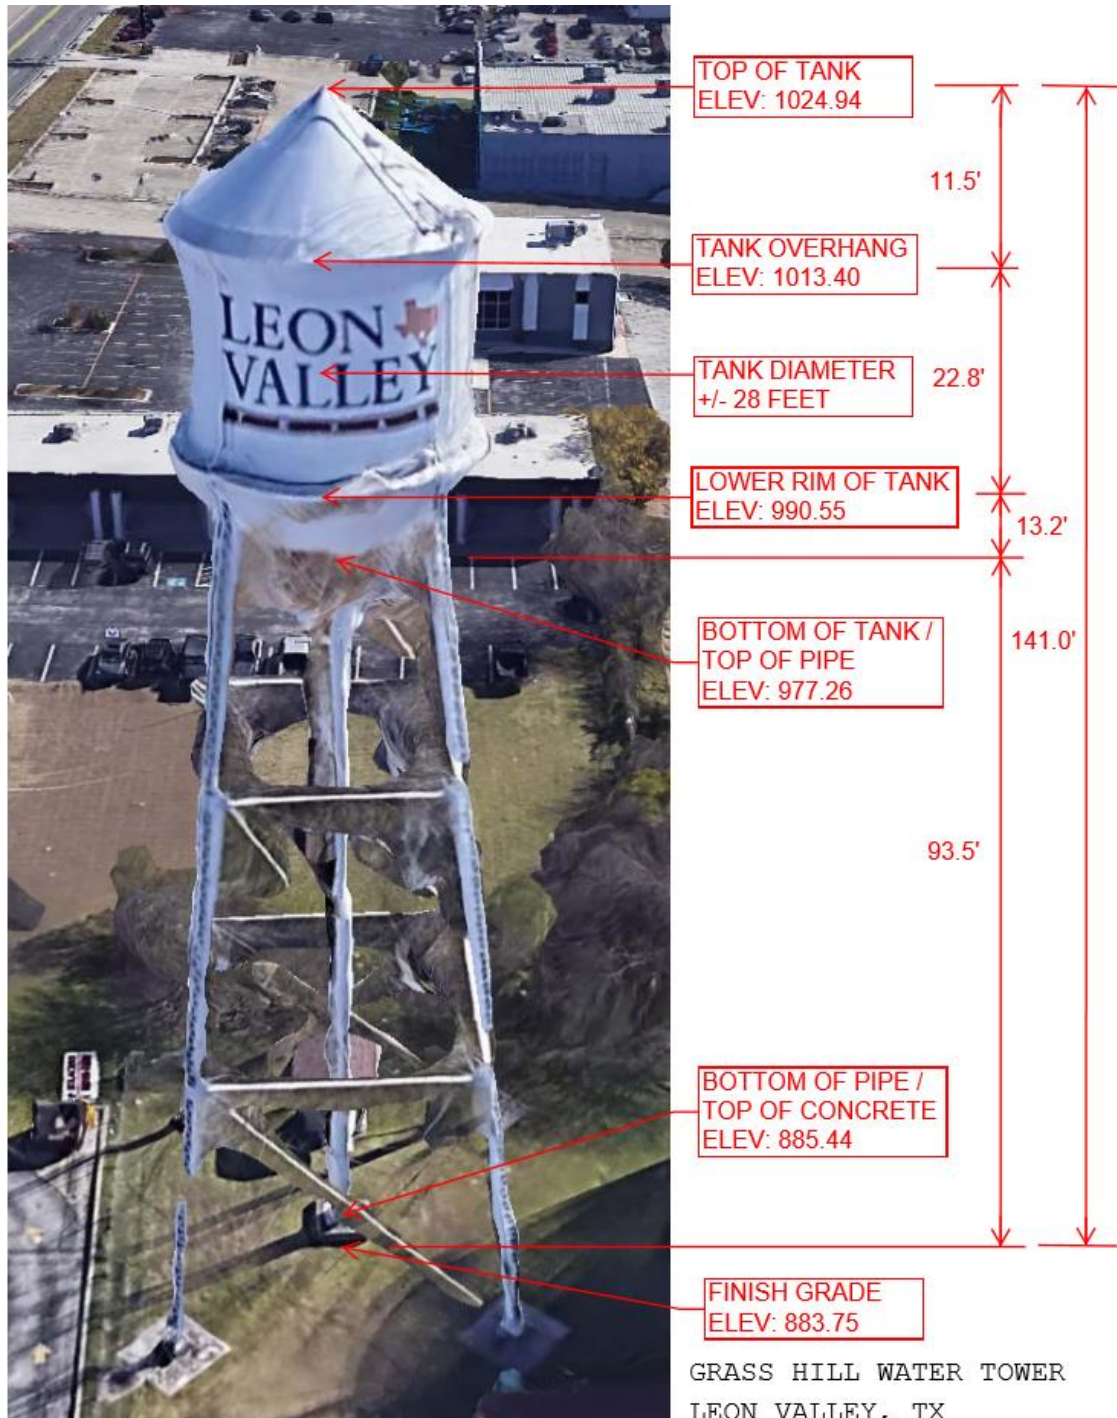 TOP OF TANK
ELEV: 1024.94
11.5'
TANK OVERHANG
ELEV: 1013.40
LEON
VALLEY
TANK DIAMETER
+/- 28 FEET
22.8'
LOWER RIM OF TANK
ELEV: 990.55
13.2'
BOTTOM OF TANK /
TOP OF PIPE
ELEV: 977.26
141.0'
93.5'
BOTTOM OF PIPE /
TOP OF CONCRETE
ELEV: 885.44
FINISH GRADE
ELEV: 883.75
GRASS HILL WATER TOWER
LEON VALLEY, TX